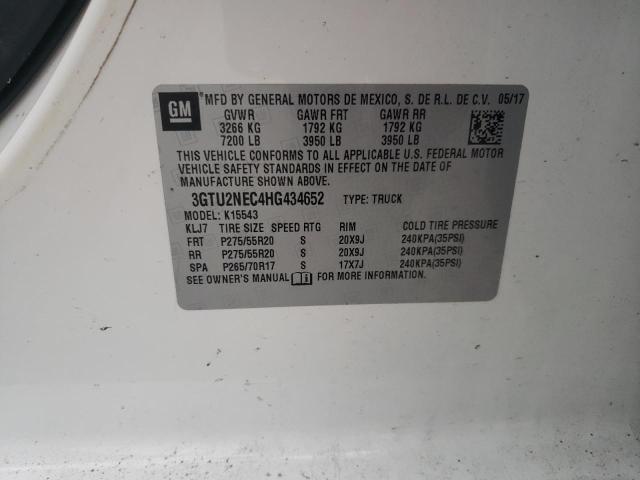 GM MFD BY GENERAL MOTORS DE MEXICO, S. DE R.L. DE C.V. 05/17
GVWR GAWR FRT GAWR RR
3266 KG 1792 KG 1792 KG
7200 LB 3950 LB 3950 LB
THIS VEHICLE CONFORMS TO ALL APPLICABLE U.S. FEDERAL MOTOR
VEHICLE SAFETY STANDARDS IN EFFECT ON THE DATE OF
MANUFACTURE SHOWN ABOVE.
3GTU2NEC4HG434652 TYPE: TRUCK
MODEL: K15543
KLJ7 TIRE SIZE SPEED RTG RIM COLD TIRE PRESSURE
FRT P275/55R20 S 20X9J 240KPA(35PSI)
RR P275/55R20 S 20X9J 240KPA(35PSI)
SPA P265/70R17 S 17X7J 240KPA(35PSI)
SEE OWNER'S MANUAL FOR MORE INFORMATION.